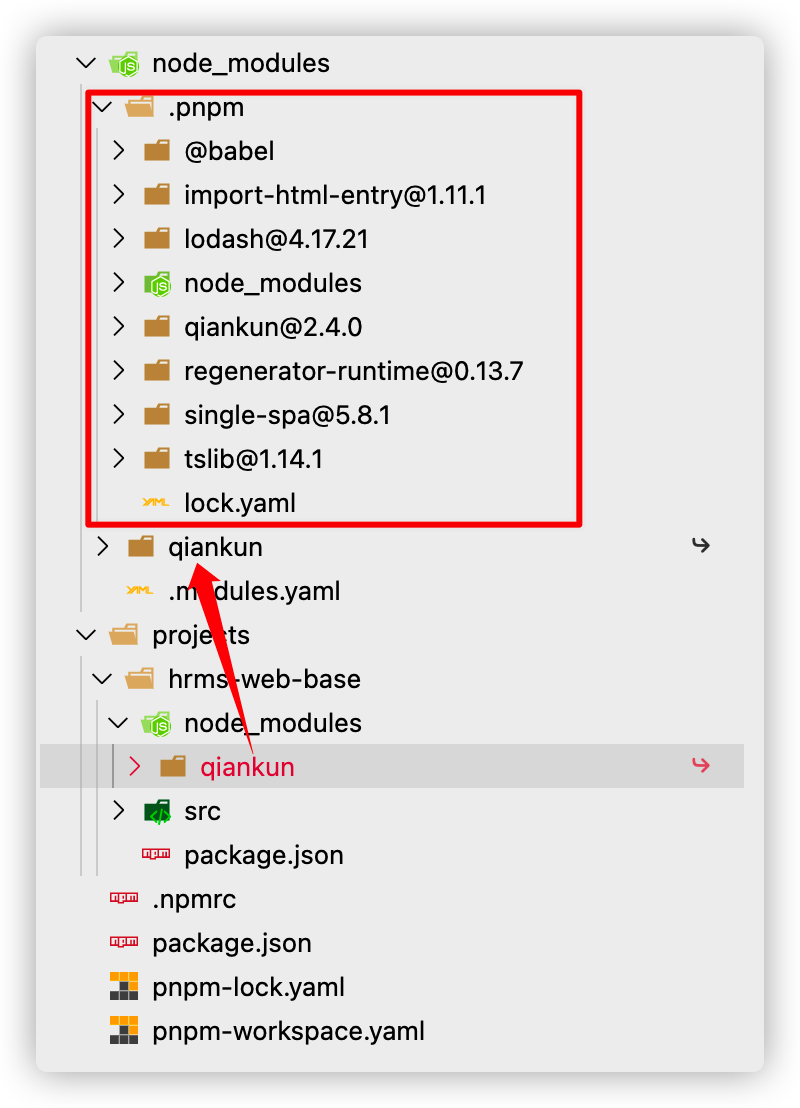 node_modules
.pnpm
@babel
import-html-entry@1.11.1
lodash@4.17.21
node_modules
qiankun@2.4.0
regenerator-runtime@0.13.7
single-spa@5.8.1
tslib@1.14.1
lock.yaml
qiankun
.modules.yaml
projects
hrms-web-base
node_modules
qiankun
src
package.json
.npmrc
package.json
pnpm-lock.yaml
pnpm-workspace.yaml